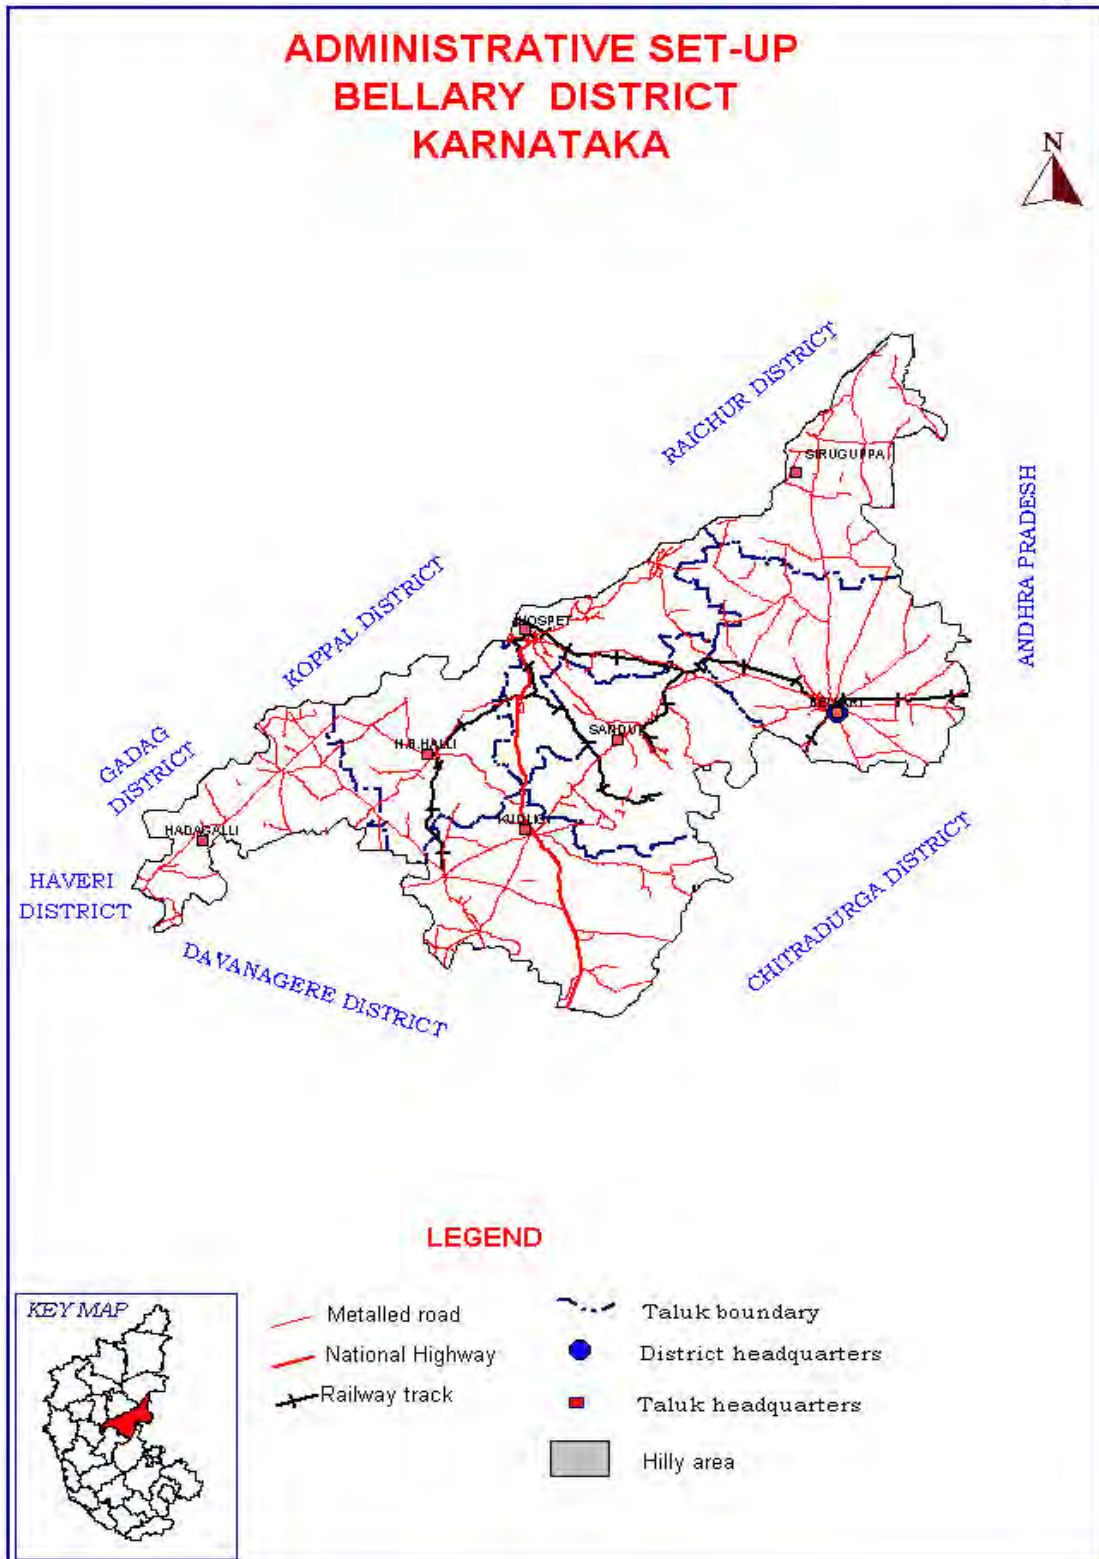 ADMINISTRATIVE SET-UP
BELLARY DISTRICT
KARNATAKA
N
RAICHUR DISTRICT
SIRUGUPPA
ANDHRA PRADESH
KOPPAL DISTRICT
HOSPET
GADAG
DISTRICT
H.B.HALLI
HADAGALLI
HAVERI
DISTRICT
DAVANAGERE DISTRICT
CHITRADURGA DISTRICT
LEGEND
KEY MAP
Metalled road
National Highway
Railway track
Taluk boundary
District headquarters
Taluk headquarters
Hilly area